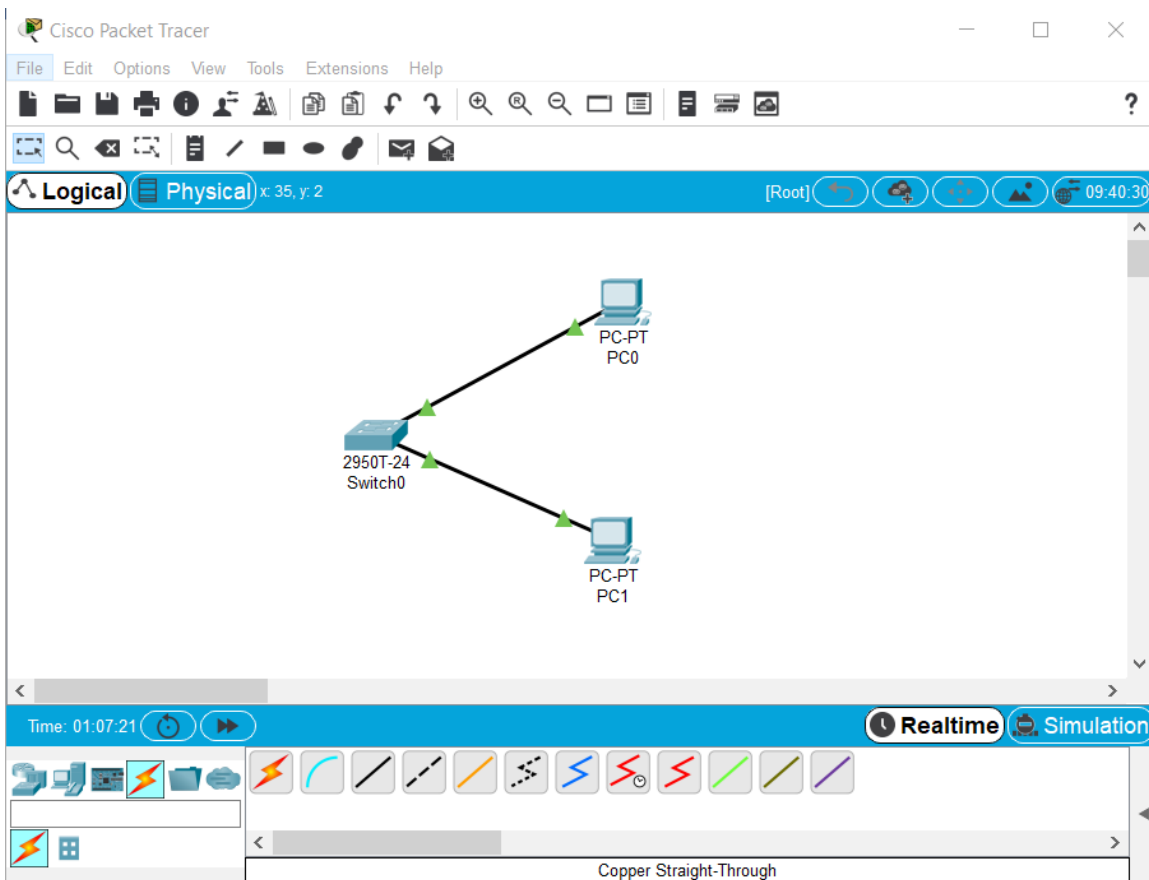 Cisco Packet Tracer
File Edit Options View Tools Extensions Help
?
Logical Physical x: 35, y: 2 [Root] 09:40:30
PC-PT
PC0
2950T-24
Switch0
PC-PT
PC1
Time: 01:07:21 Realtime Simulation
Copper Straight-Through